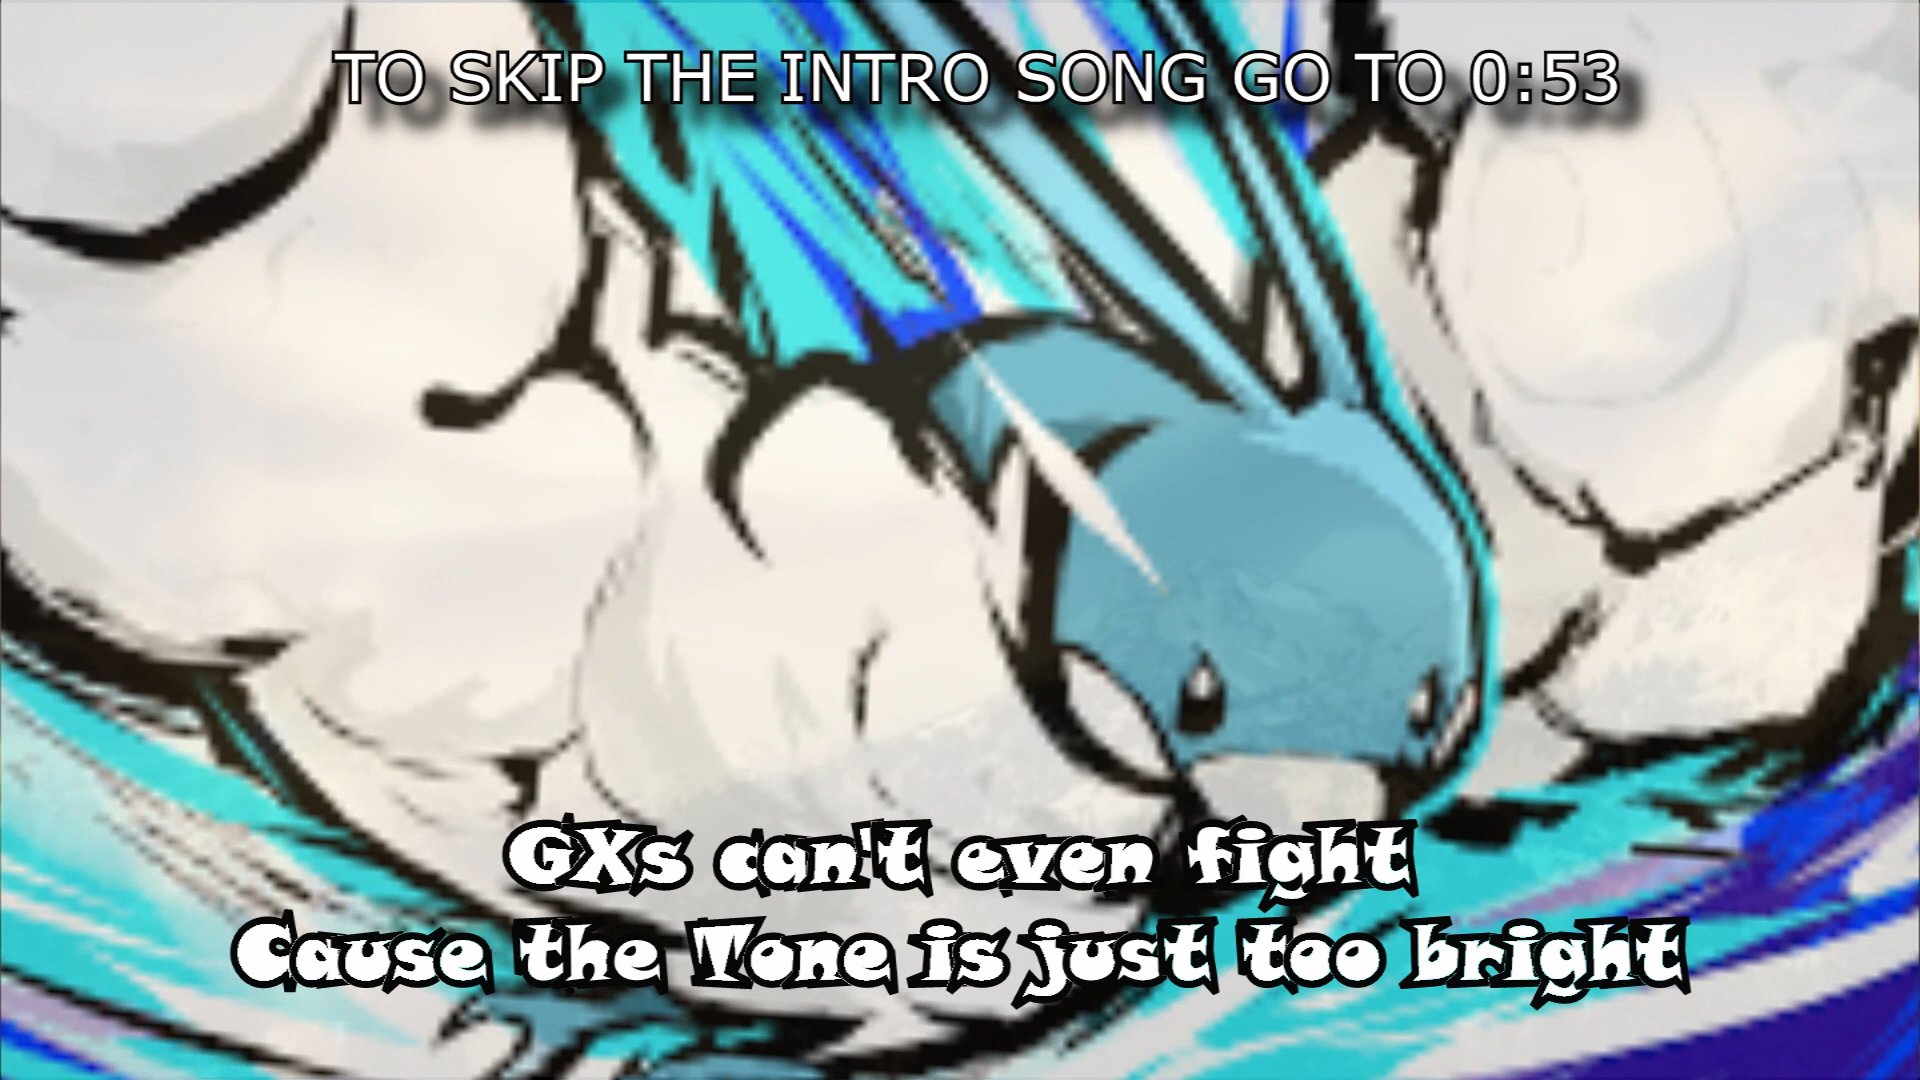 TO SKIP THE INTRO SONG GO TO 0:53
GXs can't even fight
Cause the Tone is just too bright